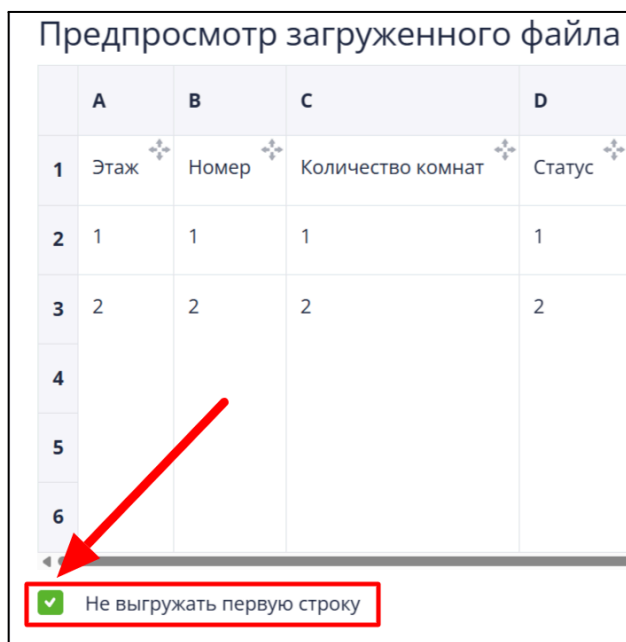 Предпросмотр загруженного файла
A B C D
1 Этаж Номер Количество комнат Статус
2 1 1 1 1
3 2 2 2 2
4
5
6
Не выгружать первую строку